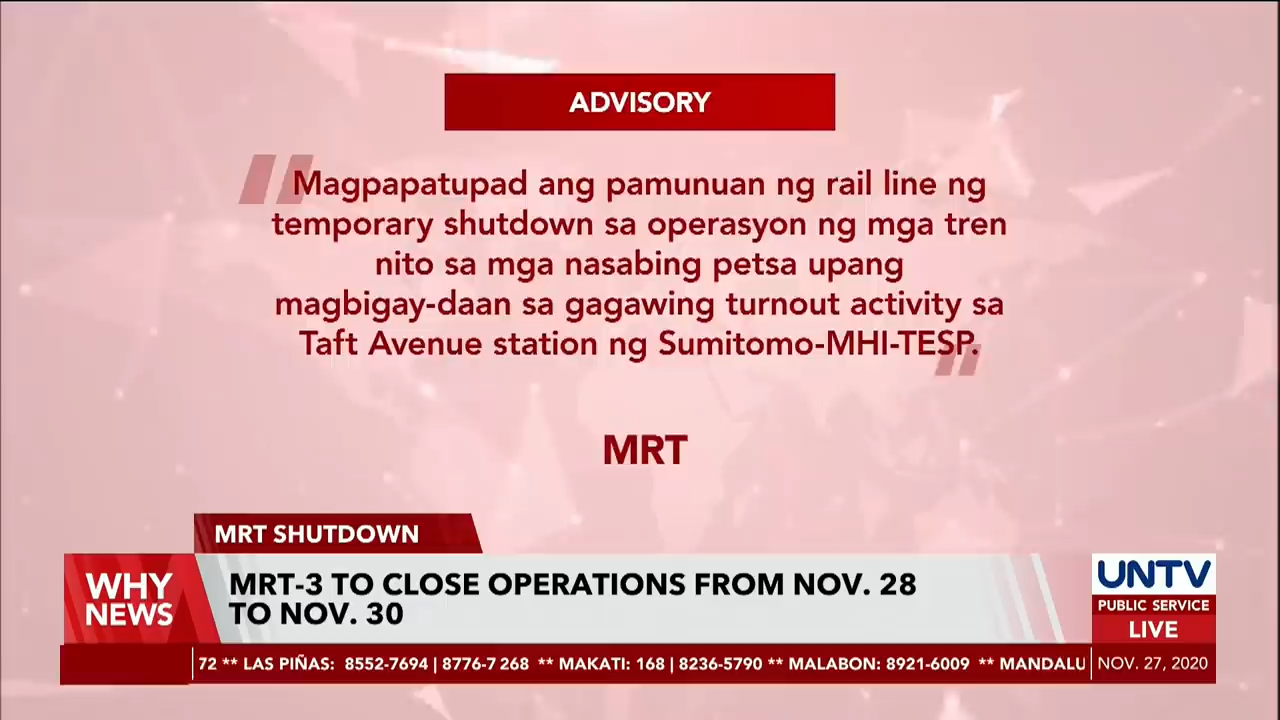 ADVISORY
Magpapatupad ang pamunuan ng rail line ng
temporary shutdown sa operasyon ng mga tren
nito sa mga nasabing petsa upang
magbigay-daan sa gagawing turnout activity sa
Taft Avenue station ng Sumitomo-MHI-TESP.
MRT
MRT SHUTDOWN
WHY
NEWS
MRT-3 TO CLOSE OPERATIONS FROM NOV. 28
TO NOV. 30
UNTV
PUBLIC SERVICE
LIVE
72 ** LAS PIÑAS: 8552-7694 | 8776-7 268 ** MAKATI: 168 | 8236-5790 ** MALABON: 8921-6009 ** MANDALU
NOV. 27, 2020